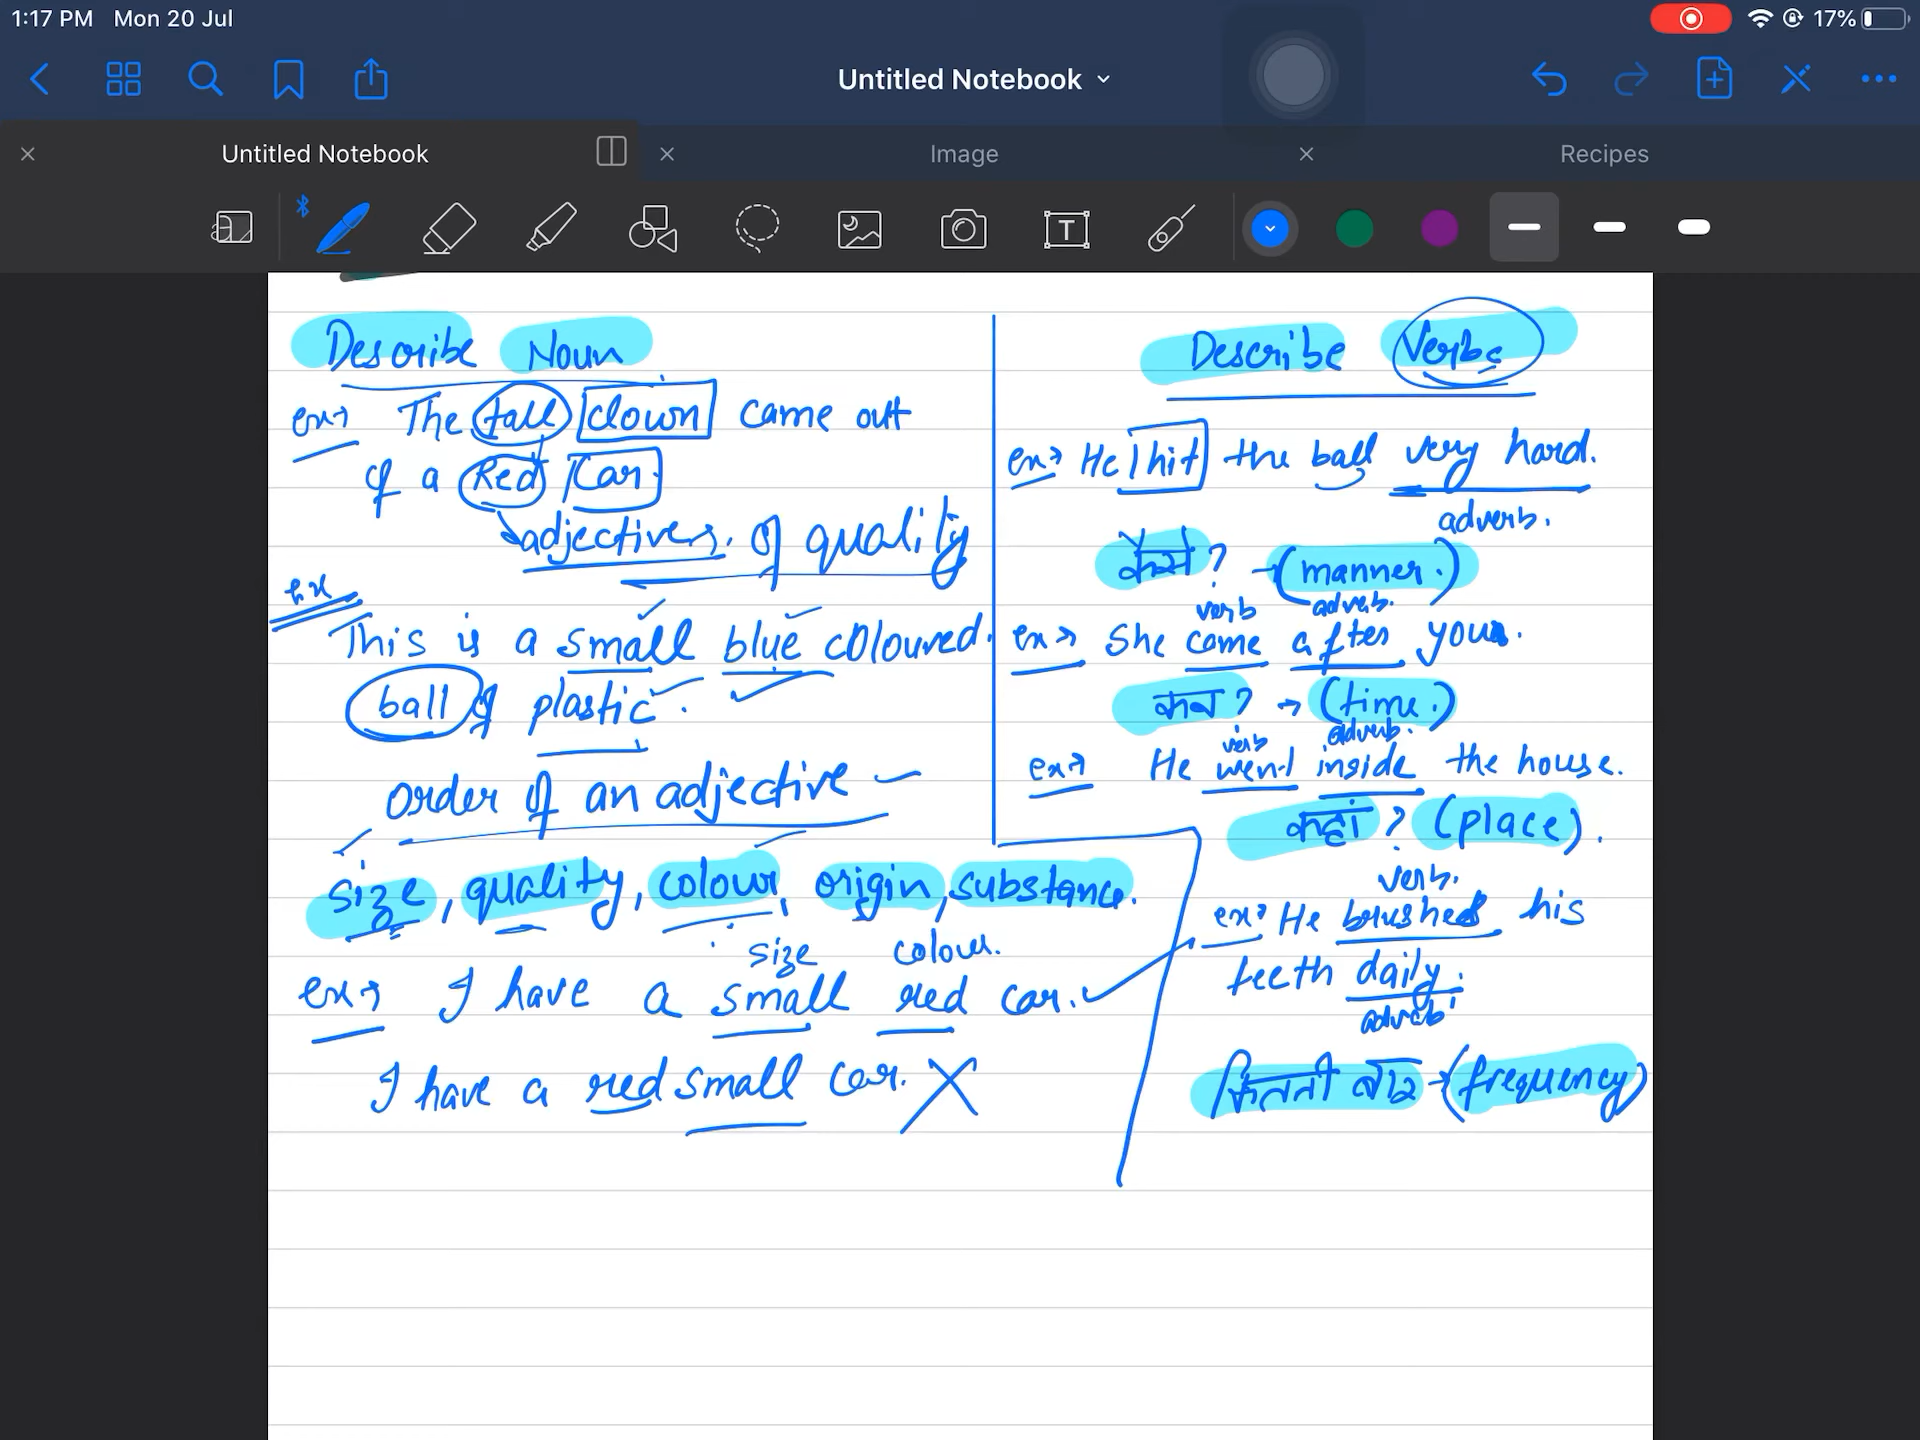 1:17 PM Mon 20 Jul 17%
Untitled Notebook
Untitled Notebook Image Recipes
T
Describe Noun
ex→ The tall clown came out
of a Red Car.
adjectives. of quality
ex
This is a small blue coloured.
ball of plastic.
order of an adjective
size, quality, colour, origin, substance.
size colour.
ex→ I have a small red car.
I have a red small car. X
Describe Verbs
ex→ He hit the ball very hard.
adverb.
कैसे? → (manner.)
verb adverb.
ex→ She came after you.
कब? → (time.)
verb adverb.
ex→ He went inside the house.
कहाँ? (place).
verb.
ex→ He brushed his
teeth daily.
adverb
कितनी बार → (frequency)